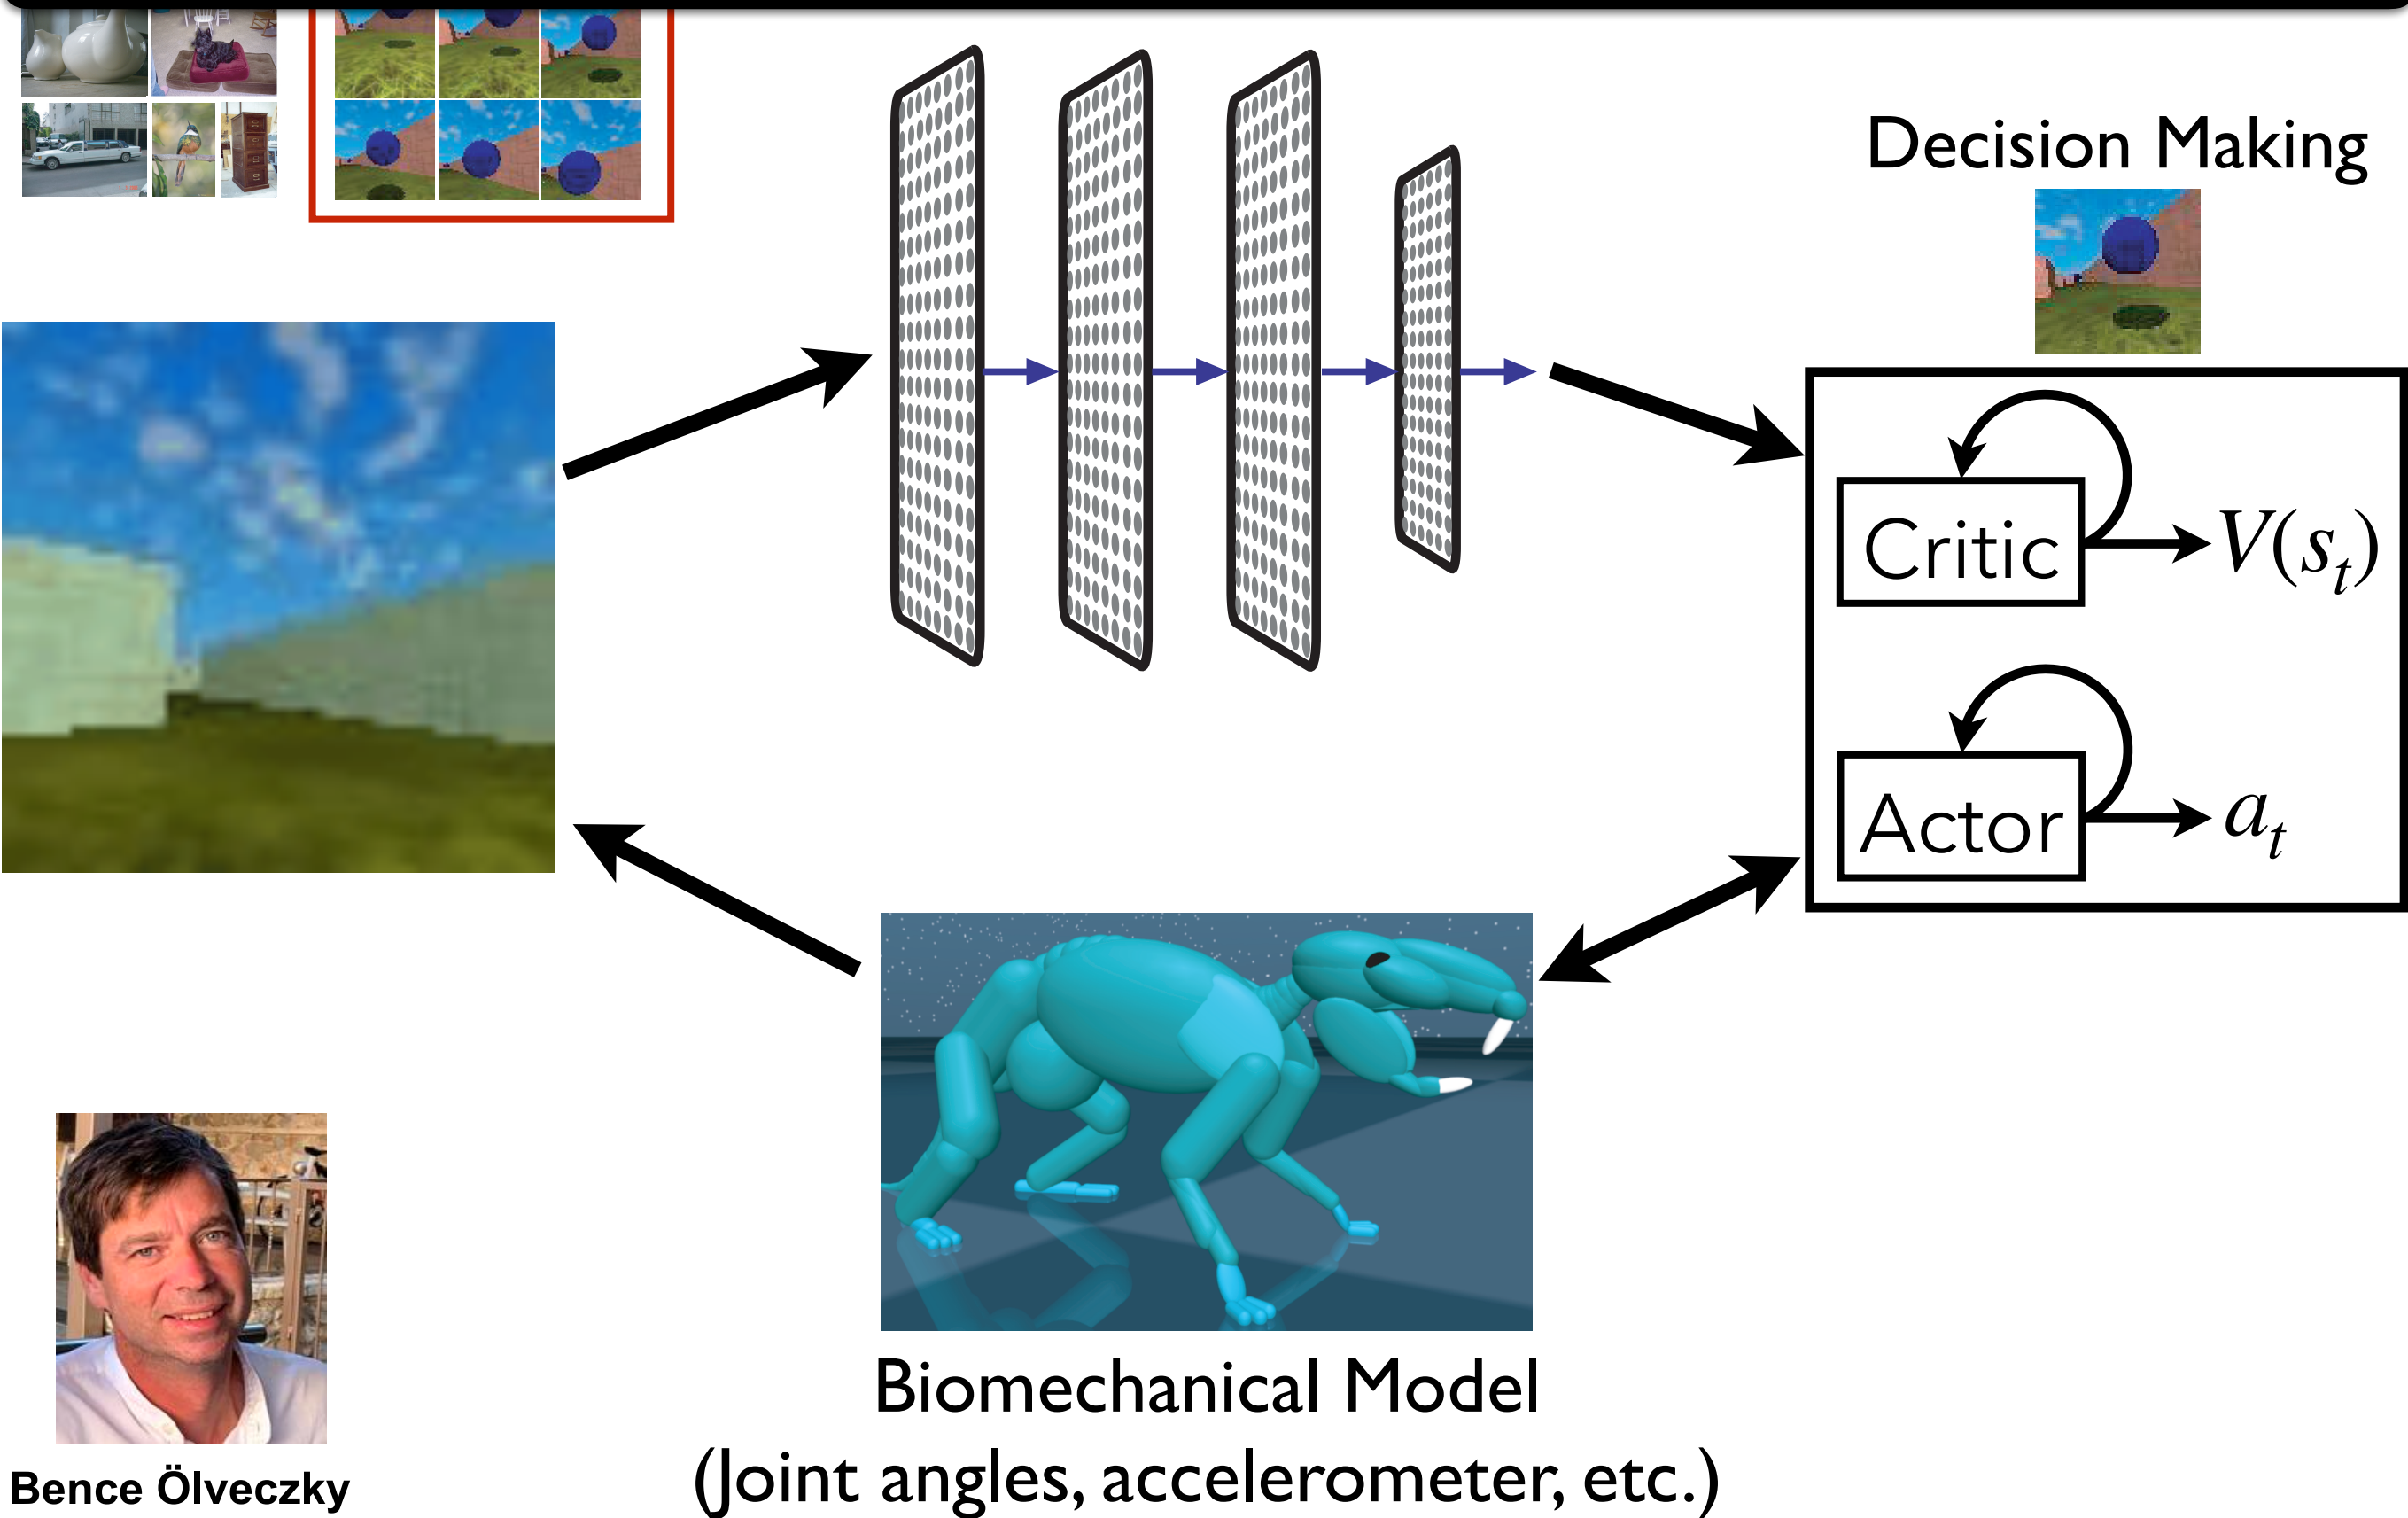 Decision Making
Critic
V(sₜ)
Actor
aₜ
Biomechanical Model
(Joint angles, accelerometer, etc.)
Bence Ölveczky